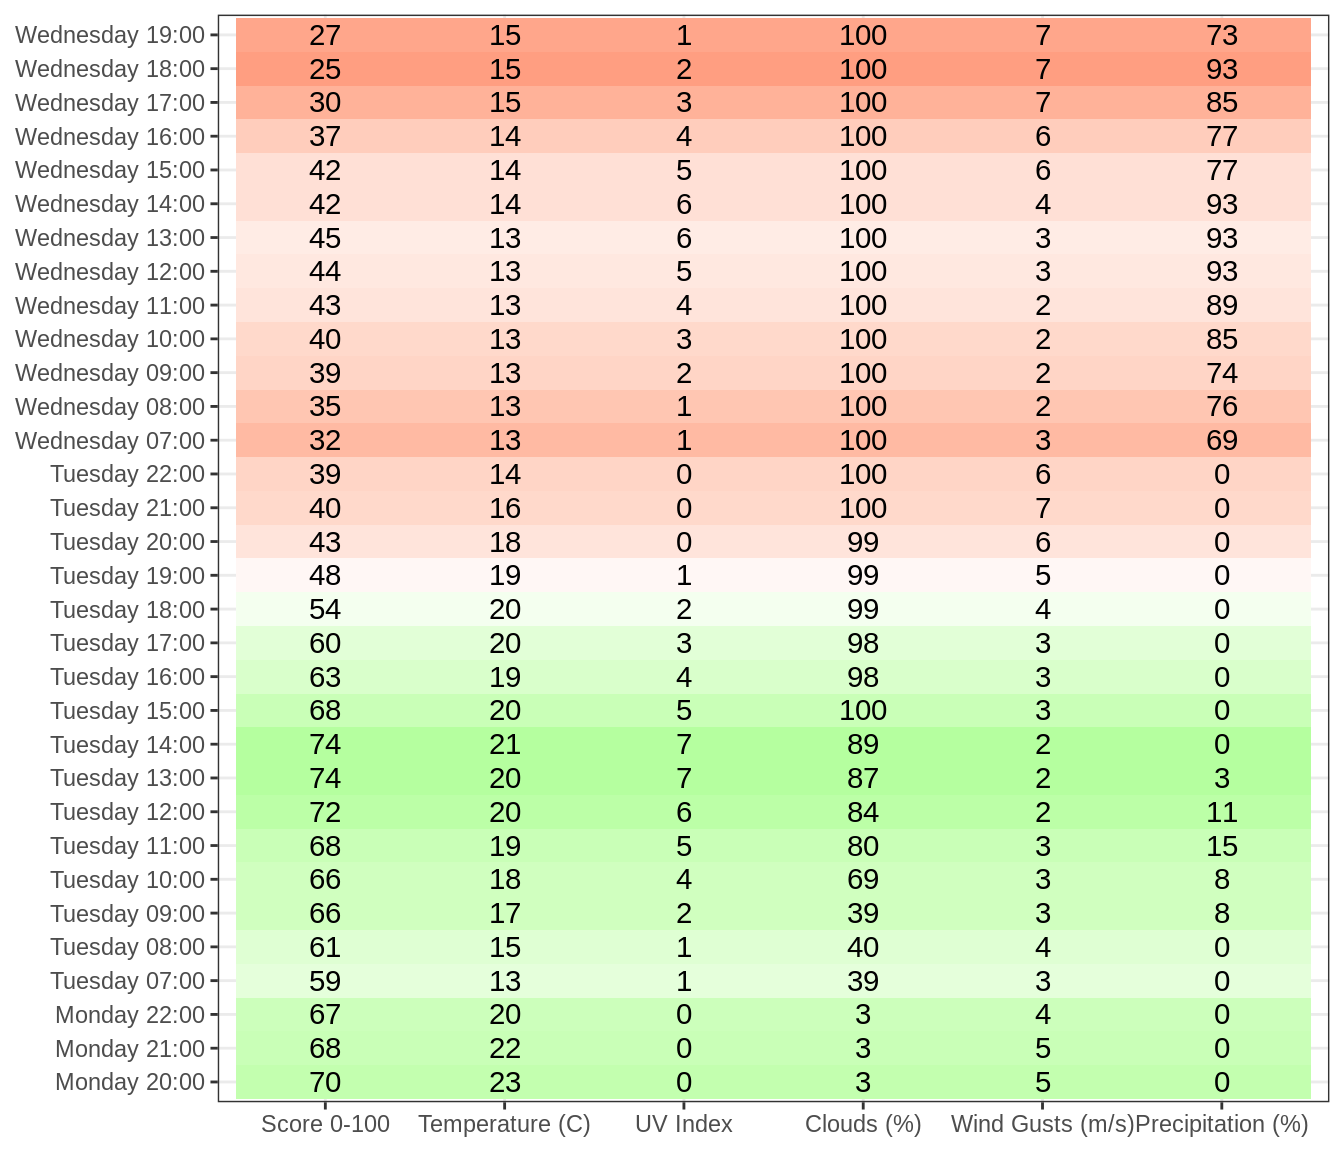 Wednesday 19:00 27 15 1 100 7 73
Wednesday 18:00 25 15 2 100 7 93
Wednesday 17:00 30 15 3 100 7 85
Wednesday 16:00 37 14 4 100 6 77
Wednesday 15:00 42 14 5 100 6 77
Wednesday 14:00 42 14 6 100 4 93
Wednesday 13:00 45 13 6 100 3 93
Wednesday 12:00 44 13 5 100 3 93
Wednesday 11:00 43 13 4 100 2 89
Wednesday 10:00 40 13 3 100 2 85
Wednesday 09:00 39 13 2 100 2 74
Wednesday 08:00 35 13 1 100 2 76
Wednesday 07:00 32 13 1 100 3 69
Tuesday 22:00 39 14 0 100 6 0
Tuesday 21:00 40 16 0 100 7 0
Tuesday 20:00 43 18 0 99 6 0
Tuesday 19:00 48 19 1 99 5 0
Tuesday 18:00 54 20 2 99 4 0
Tuesday 17:00 60 20 3 98 3 0
Tuesday 16:00 63 19 4 98 3 0
Tuesday 15:00 68 20 5 100 3 0
Tuesday 14:00 74 21 7 89 2 0
Tuesday 13:00 74 20 7 87 2 3
Tuesday 12:00 72 20 6 84 2 11
Tuesday 11:00 68 19 5 80 3 15
Tuesday 10:00 66 18 4 69 3 8
Tuesday 09:00 66 17 2 39 3 8
Tuesday 08:00 61 15 1 40 4 0
Tuesday 07:00 59 13 1 39 3 0
Monday 22:00 67 20 0 3 4 0
Monday 21:00 68 22 0 3 5 0
Monday 20:00 70 23 0 3 5 0
Score 0-100 Temperature (C) UV Index Clouds (%) Wind Gusts (m/s) Precipitation (%)